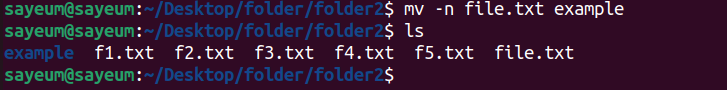 sayeum@sayeum:~/Desktop/folder/folder2$ mv -n file.txt example
sayeum@sayeum:~/Desktop/folder/folder2$ ls
example  f1.txt  f2.txt  f3.txt  f4.txt  f5.txt  file.txt
sayeum@sayeum:~/Desktop/folder/folder2$